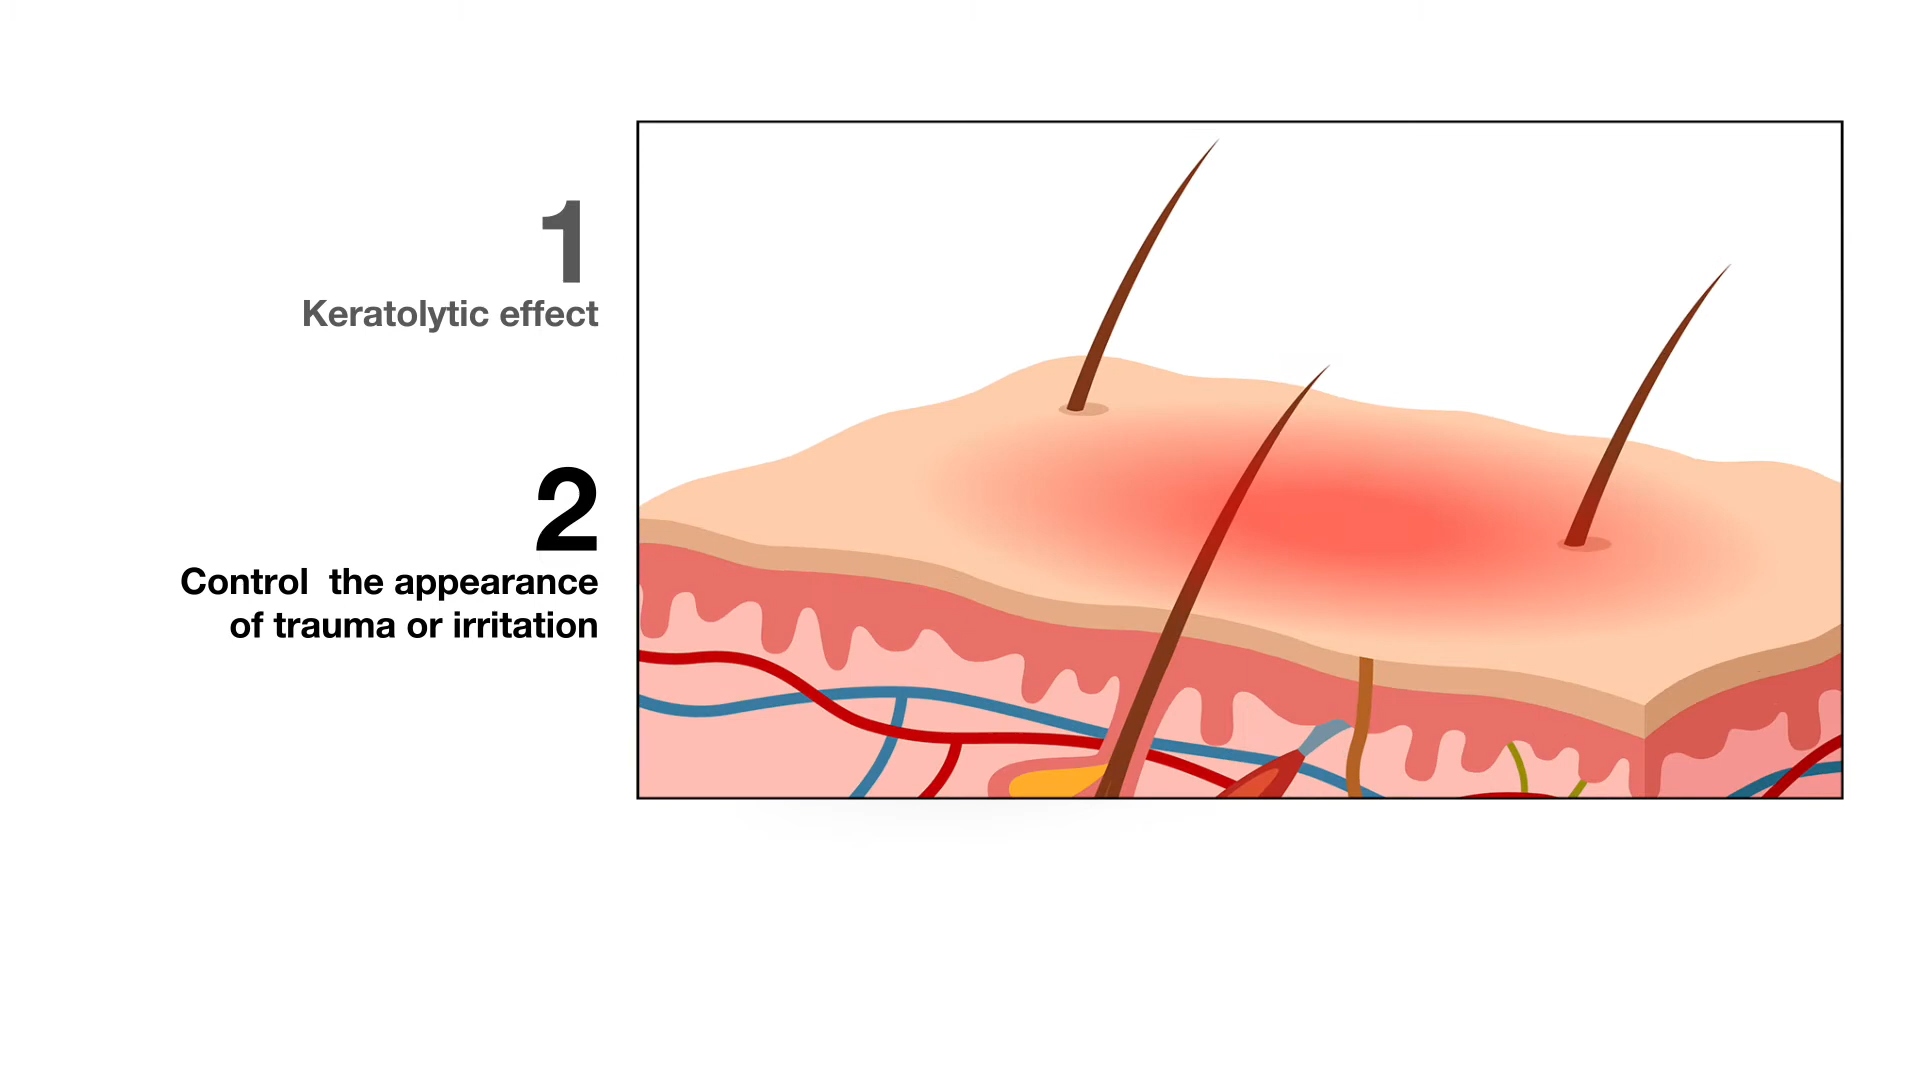 1
Keratolytic effect
2
Control  the appearance
of trauma or irritation